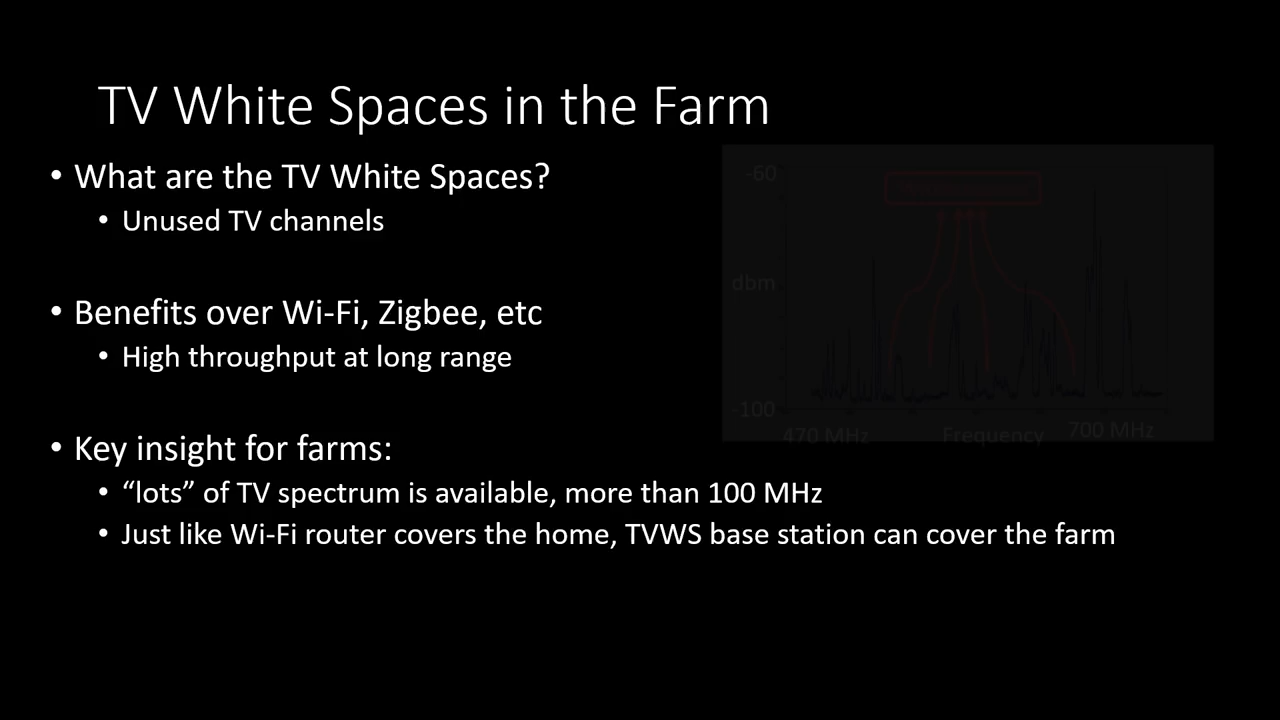 TV White Spaces in the Farm
• What are the TV White Spaces?
• Unused TV channels
• Benefits over Wi-Fi, Zigbee, etc
• High throughput at long range
• Key insight for farms:
• “lots” of TV spectrum is available, more than 100 MHz
• Just like Wi-Fi router covers the home, TVWS base station can cover the farm
-60
dbm
-100
470 MHz
Frequency
700 MHz